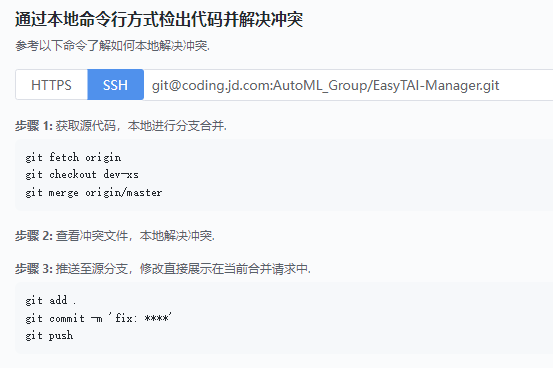 通过本地命令行方式检出代码并解决冲突
参考以下命令了解如何本地解决冲突.
HTTPS SSH git@coding.jd.com:AutoML_Group/EasyTAI-Manager.git
步骤 1: 获取源代码，本地进行分支合并.
git fetch origin
git checkout dev-xs
git merge origin/master
步骤 2: 查看冲突文件，本地解决冲突.
步骤 3: 推送至源分支，修改直接展示在当前合并请求中.
git add .
git commit -m 'fix: ****'
git push